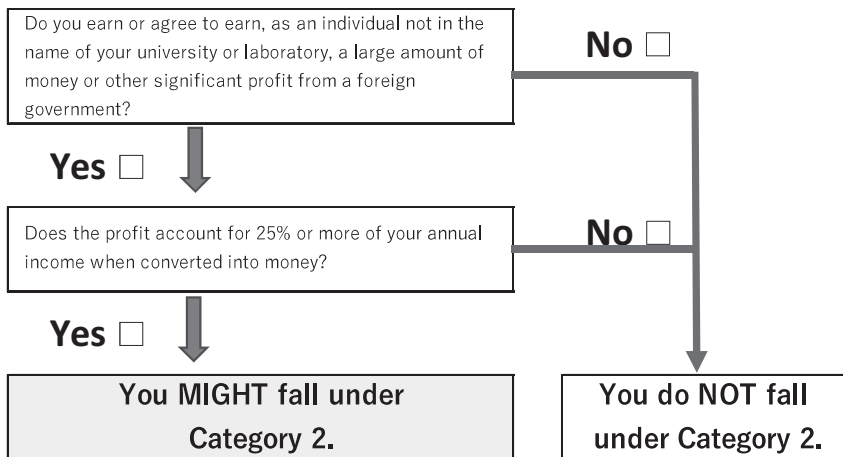 Do you earn or agree to earn, as an individual not in the
name of your university or laboratory, a large amount of
money or other significant profit from a foreign
government?
No □
Yes □
Does the profit account for 25% or more of your annual
income when converted into money?
No □
Yes □
You MIGHT fall under
Category 2.
You do NOT fall
under Category 2.